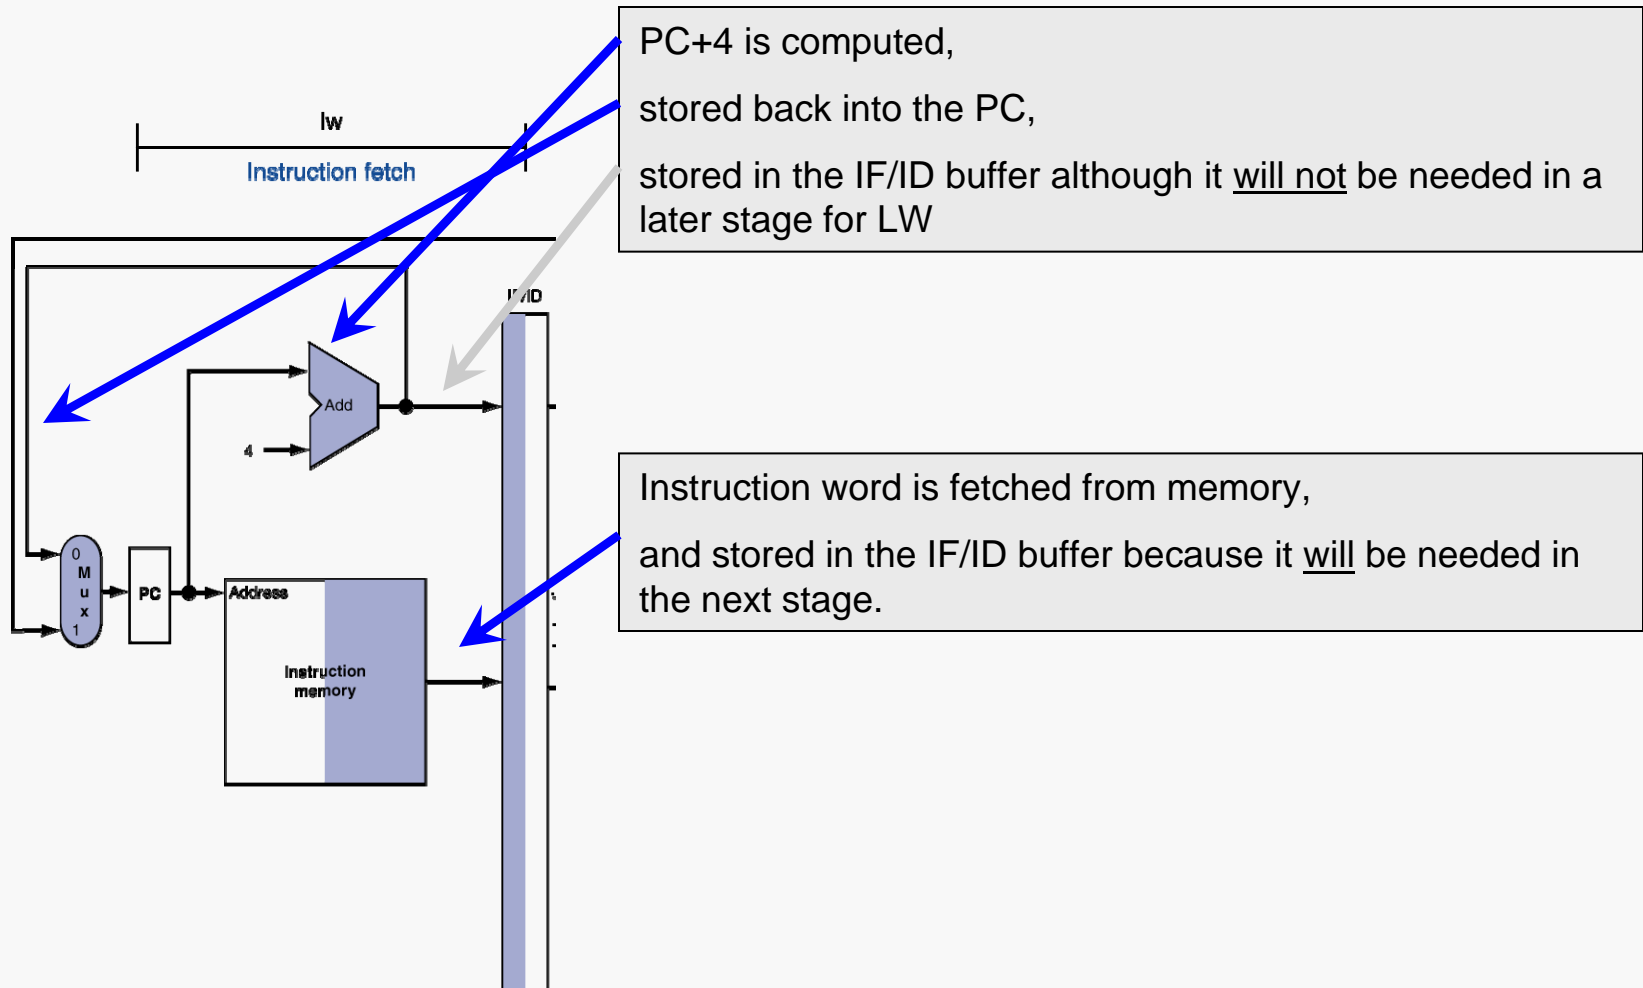 PC+4 is computed,
stored back into the PC,
stored in the IF/ID buffer although it will not be needed in a
later stage for LW
lw
Instruction fetch
IF/ID
Add
4
0
M
u
x
1
PC
Address
Instruction
memory
Instruction word is fetched from memory,
and stored in the IF/ID buffer because it will be needed in
the next stage.